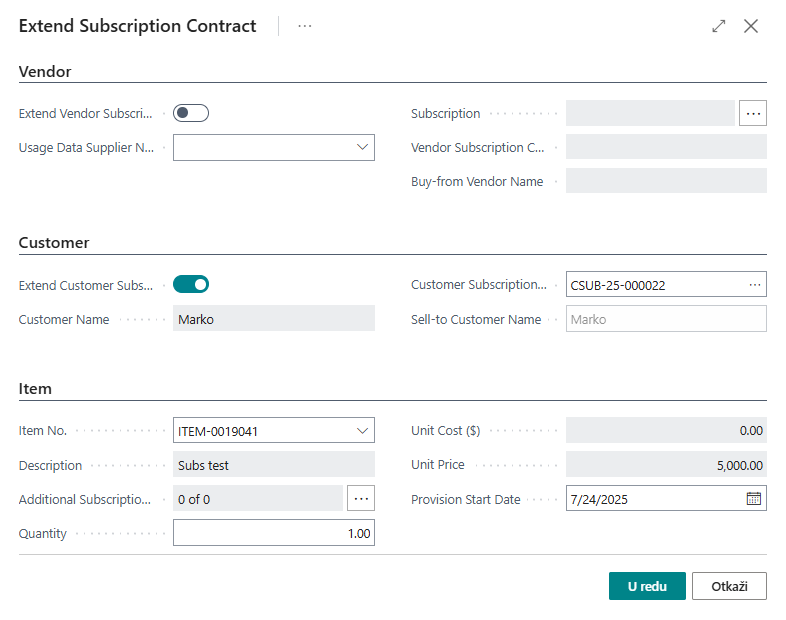 Extend Subscription Contract
Vendor
Extend Vendor Subscri...
Subscription
Usage Data Supplier N...
Vendor Subscription C...
Buy-from Vendor Name
Customer
Extend Customer Subs...
Customer Subscription...
CSUB-25-000022
Customer Name
Marko
Sell-to Customer Name
Marko
Item
Item No.
ITEM-0019041
Unit Cost ($)
0.00
Description
Subs test
Unit Price
5,000.00
Additional Subscriptio...
0 of 0
Provision Start Date
7/24/2025
Quantity
1.00
U redu
Otkaži